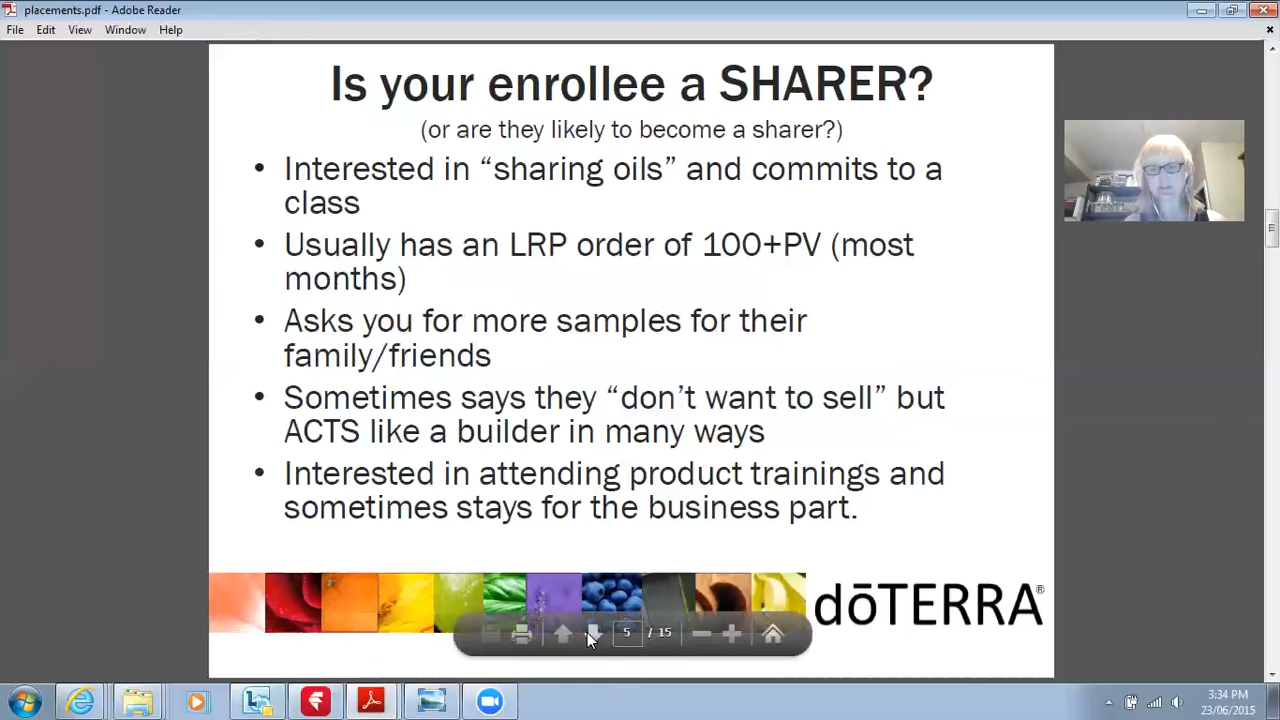 placements.pdf - Adobe Reader
File Edit View Window Help
Is your enrollee a SHARER?
(or are they likely to become a sharer?)
• Interested in “sharing oils” and commits to a
class
• Usually has an LRP order of 100+PV (most
months)
• Asks you for more samples for their
family/friends
• Sometimes says they “don’t want to sell” but
ACTS like a builder in many ways
• Interested in attending product trainings and
sometimes stays for the business part.
dōTERRA®
5 / 15
3:34 PM
23/06/2015